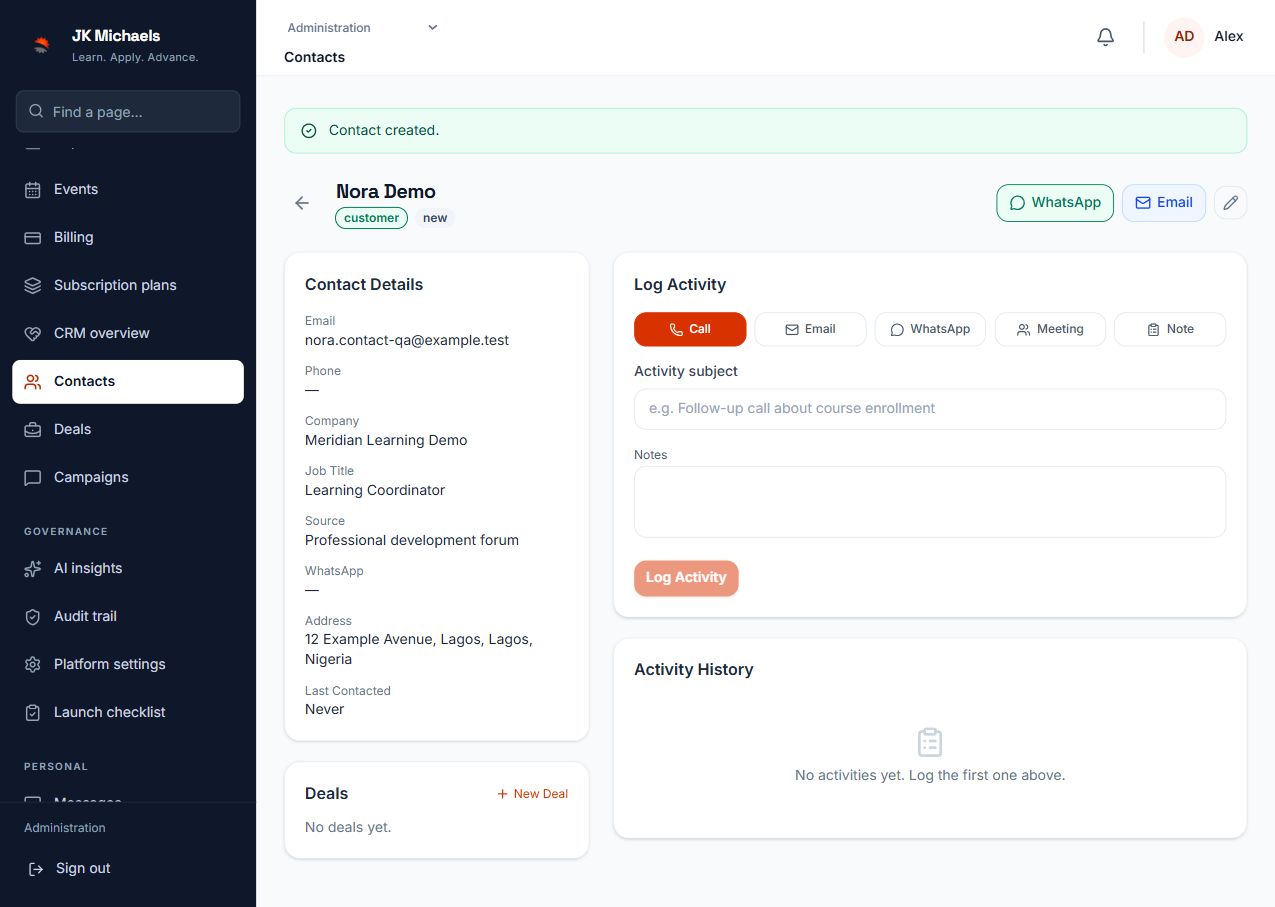 JK Michaels
Learn. Apply. Advance.
Find a page...
Events
Billing
Subscription plans
CRM overview
Contacts
Deals
Campaigns
GOVERNANCE
AI insights
Audit trail
Platform settings
Launch checklist
PERSONAL
Messages
Administration
Sign out
Administration
Contacts
AD
Alex
Contact created.
Nora Demo
customer
new
WhatsApp
Email
Contact Details
Email
nora.contact-qa@example.test
Phone
—
Company
Meridian Learning Demo
Job Title
Learning Coordinator
Source
Professional development forum
WhatsApp
—
Address
12 Example Avenue, Lagos, Lagos,
Nigeria
Last Contacted
Never
Deals
+ New Deal
No deals yet.
Log Activity
Call
Email
WhatsApp
Meeting
Note
Activity subject
e.g. Follow-up call about course enrollment
Notes
Log Activity
Activity History
No activities yet. Log the first one above.